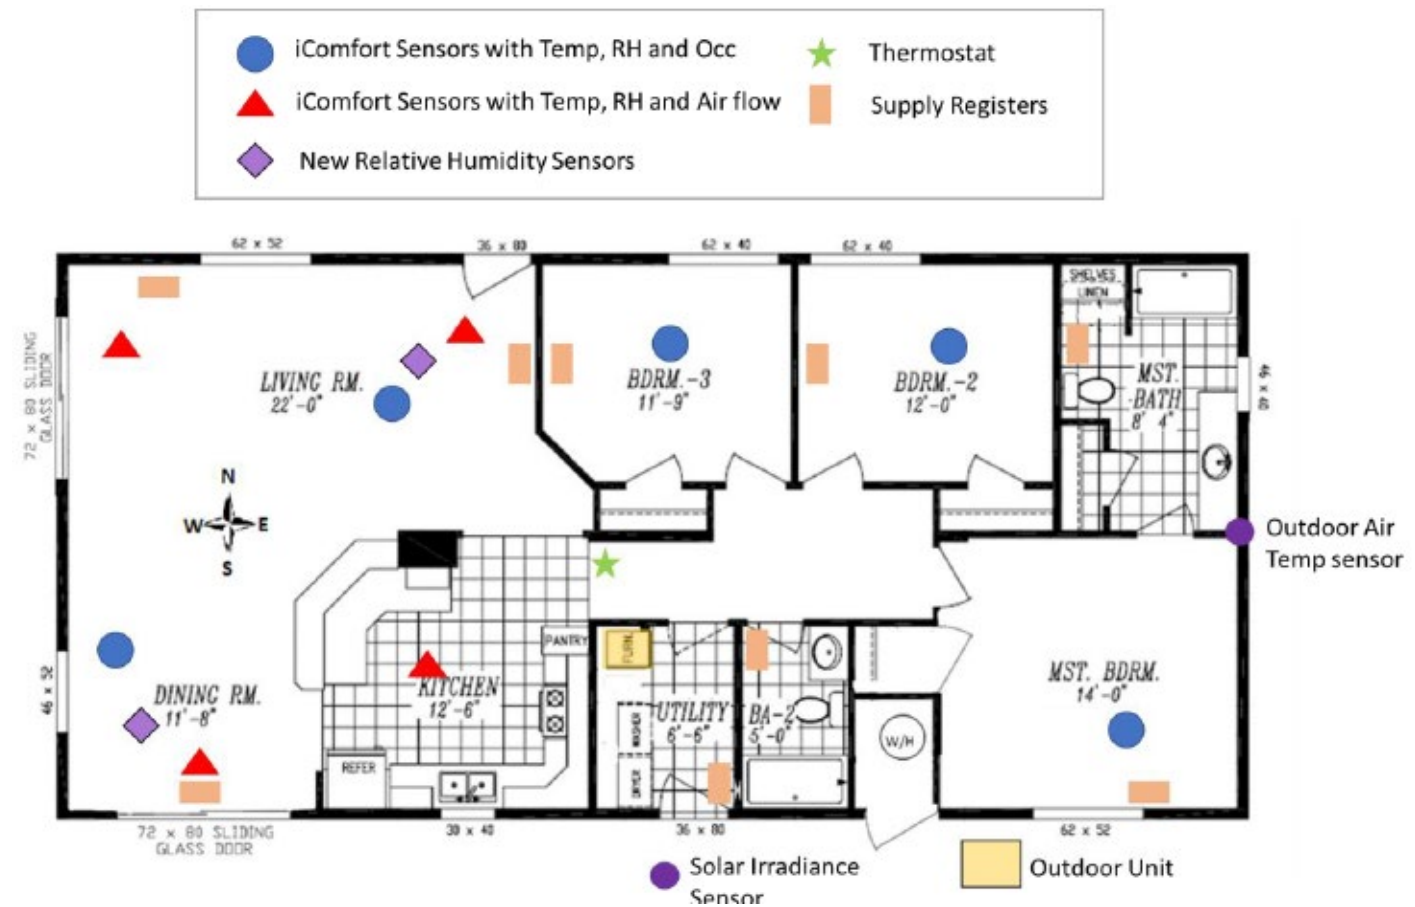 iComfort Sensors with Temp, RH and Occ
Thermostat
iComfort Sensors with Temp, RH and Air flow
Supply Registers
New Relative Humidity Sensors
62 x 52
36 x 80
62 x 40
62 x 40
SHELVES
LINEN
72 x 80 SLIDING
GLASS DOOR
LIVING RM.
22'-0"
BDRM.-3
11'-9"
BDRM.-2
12'-0"
MST.
BATH
8' 4"
46 x 40
N
W
E
S
Outdoor Air
Temp sensor
PANTRY
FURN.
46 x 52
DINING RM.
11'-8"
KITCHEN
12'-6"
UTILITY
6'-6"
WASHER
DRYER
BA-2
5'-0"
W/H
MST. BDRM.
14'-0"
REFER
72 x 80 SLIDING
GLASS DOOR
30 x 40
36 x 80
62 x 52
Solar Irradiance
Sensor
Outdoor Unit